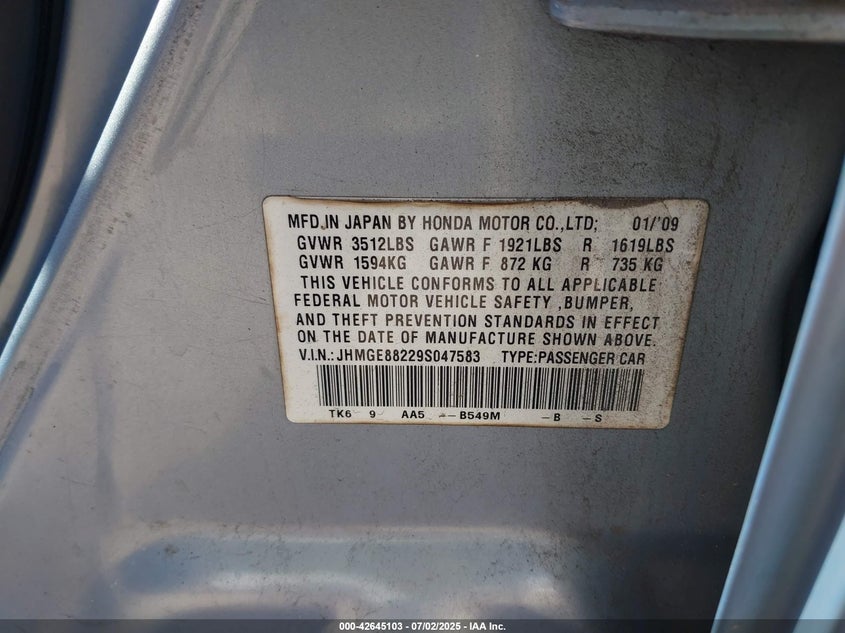 MFD.IN JAPAN BY HONDA MOTOR CO.,LTD; 01/'09
GVWR 3512LBS GAWR F 1921LBS R 1619LBS
GVWR 1594KG GAWR F 872 KG R 735 KG
THIS VEHICLE CONFORMS TO ALL APPLICABLE
FEDERAL MOTOR VEHICLE SAFETY ,BUMPER,
AND THEFT PREVENTION STANDARDS IN EFFECT
ON THE DATE OF MANUFACTURE SHOWN ABOVE.
V.I.N.:JHMGE88229S047583 TYPE:PASSENGER CAR
TK6 9 AA5 -- B549M -B -S
000-42645103 - 07/02/2025 - IAA Inc.